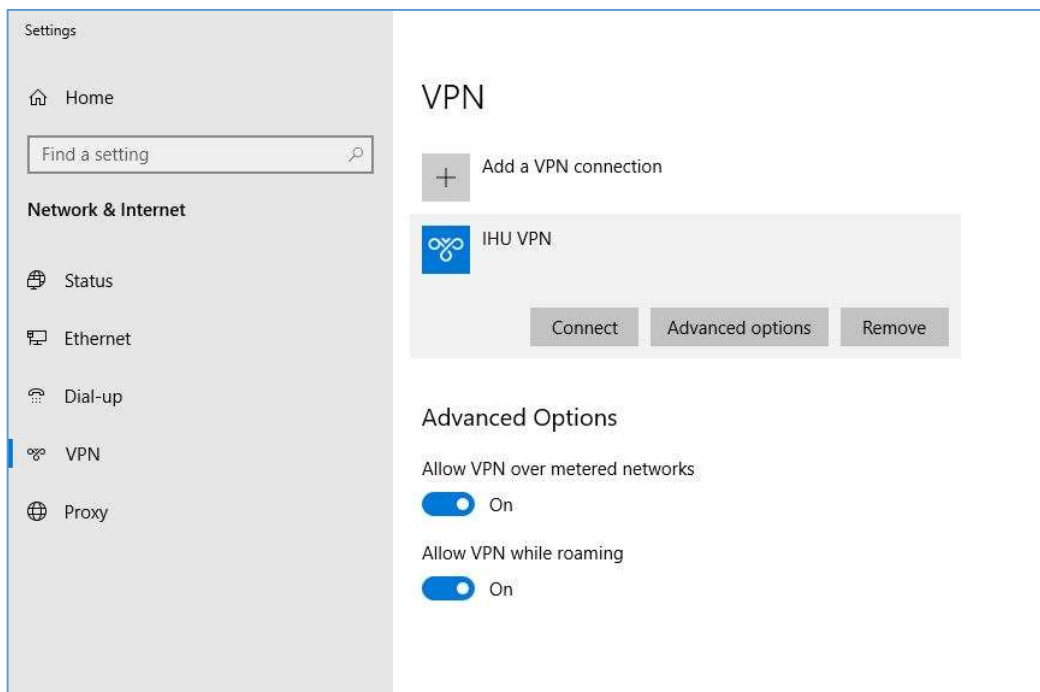 Settings
Home
Find a setting
Network & Internet
Status
Ethernet
Dial-up
VPN
Proxy
VPN
Add a VPN connection
IHU VPN
Connect Advanced options Remove
Advanced Options
Allow VPN over metered networks
On
Allow VPN while roaming
On